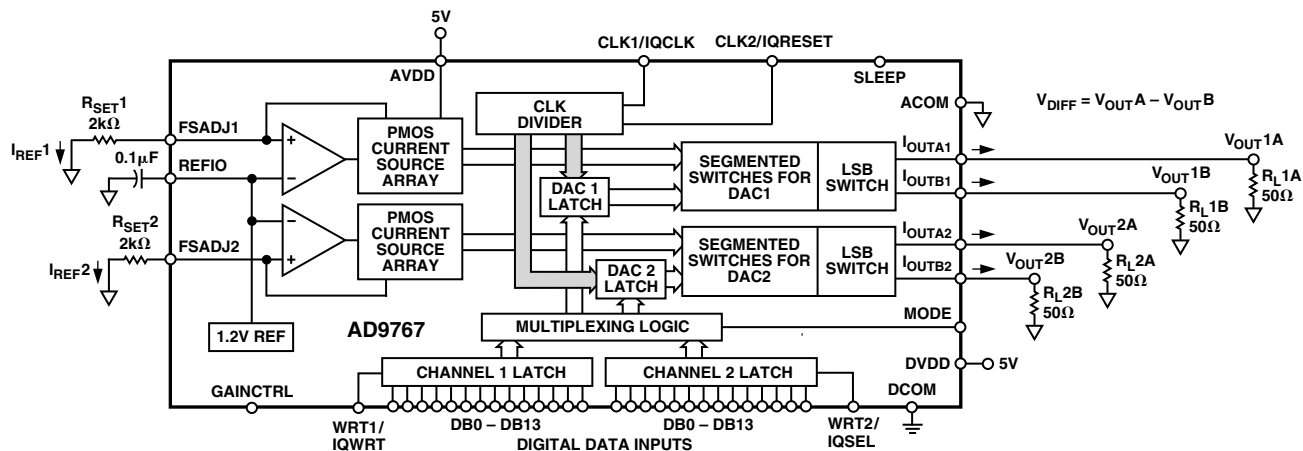 5V
CLK1/IQCLK
CLK2/IQRESET
SLEEP
AVDD
ACOM
V_DIFF = V_OUTA – V_OUTB
R_SET1
2kΩ
FSADJ1
I_REF1
0.1µF
REFIO
R_SET2
2kΩ
FSADJ2
I_REF2
PMOS
CURRENT
SOURCE
ARRAY
PMOS
CURRENT
SOURCE
ARRAY
CLK
DIVIDER
DAC 1
LATCH
DAC 2
LATCH
SEGMENTED
SWITCHES FOR
DAC1
LSB
SWITCH
SEGMENTED
SWITCHES FOR
DAC2
LSB
SWITCH
I_OUTA1
I_OUTB1
I_OUTA2
I_OUTB2
V_OUT1A
V_OUT1B
V_OUT2A
V_OUT2B
R_L1A
50Ω
R_L1B
50Ω
R_L2A
50Ω
R_L2B
50Ω
1.2V REF
AD9767
MULTIPLEXING LOGIC
MODE
CHANNEL 1 LATCH
CHANNEL 2 LATCH
DVDD
5V
GAINCTRL
DCOM
WRT1/
IQWRT
DB0 – DB13
DB0 – DB13
WRT2/
IQSEL
DIGITAL DATA INPUTS
+
–
–
+